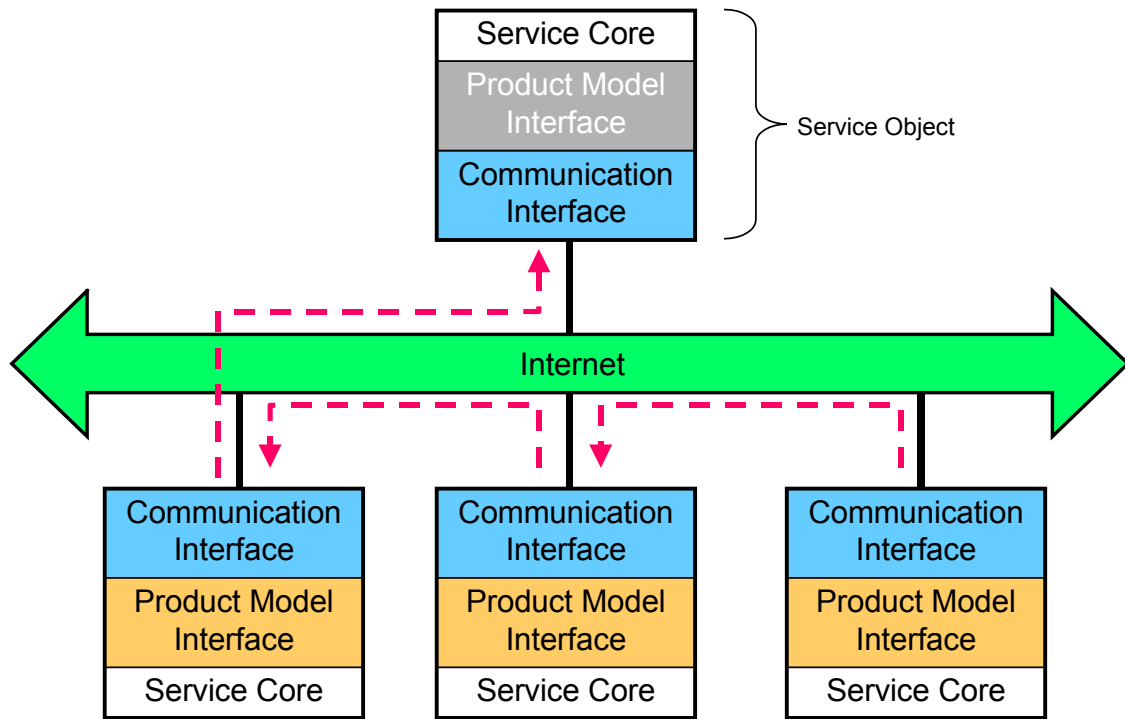 Service Core
Product Model
Interface
Communication
Interface
Service Object
Internet
Communication
Interface
Product Model
Interface
Service Core
Communication
Interface
Product Model
Interface
Service Core
Communication
Interface
Product Model
Interface
Service Core